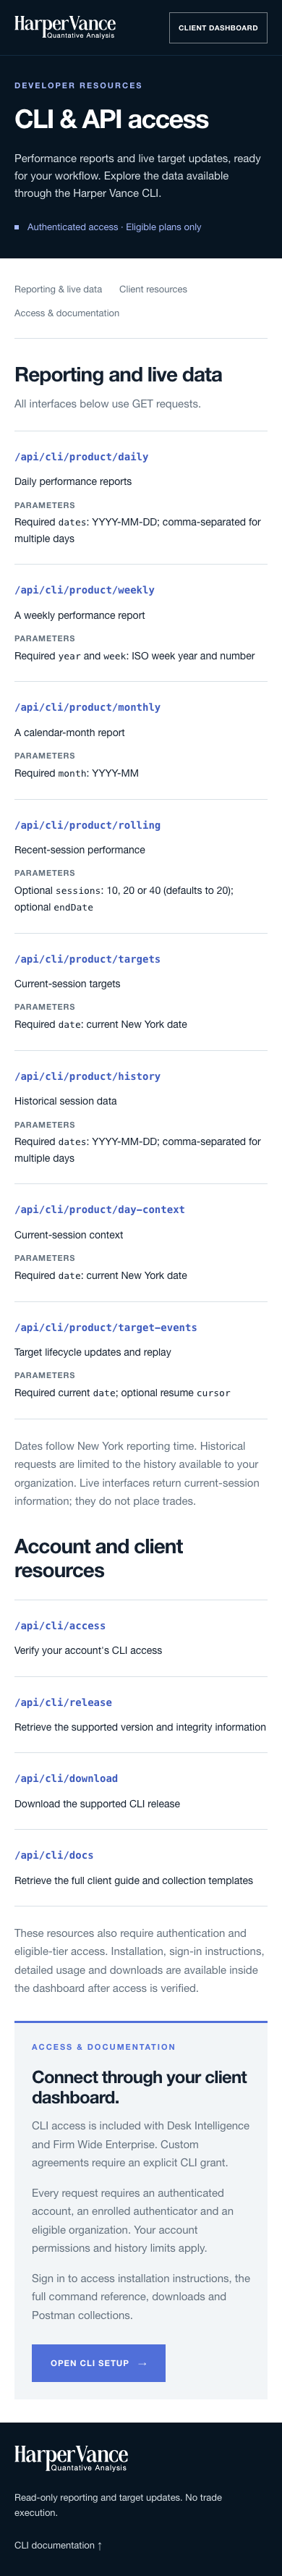 HarperVance
Quantitative Analysis
CLIENT DASHBOARD
DEVELOPER RESOURCES
CLI & API access
Performance reports and live target updates, ready
for your workflow. Explore the data available
through the Harper Vance CLI.
Authenticated access · Eligible plans only
Reporting & live data Client resources
Access & documentation
Reporting and live data
All interfaces below use GET requests.
/api/cli/product/daily
Daily performance reports
PARAMETERS
Required dates: YYYY-MM-DD; comma-separated for
multiple days
/api/cli/product/weekly
A weekly performance report
PARAMETERS
Required year and week: ISO week year and number
/api/cli/product/monthly
A calendar-month report
PARAMETERS
Required month: YYYY-MM
/api/cli/product/rolling
Recent-session performance
PARAMETERS
Optional sessions: 10, 20 or 40 (defaults to 20);
optional endDate
/api/cli/product/targets
Current-session targets
PARAMETERS
Required date: current New York date
/api/cli/product/history
Historical session data
PARAMETERS
Required dates: YYYY-MM-DD; comma-separated for
multiple days
/api/cli/product/day-context
Current-session context
PARAMETERS
Required date: current New York date
/api/cli/product/target-events
Target lifecycle updates and replay
PARAMETERS
Required current date; optional resume cursor
Dates follow New York reporting time. Historical
requests are limited to the history available to your
organization. Live interfaces return current-session
information; they do not place trades.
Account and client
resources
/api/cli/access
Verify your account's CLI access
/api/cli/release
Retrieve the supported version and integrity information
/api/cli/download
Download the supported CLI release
/api/cli/docs
Retrieve the full client guide and collection templates
These resources also require authentication and
eligible-tier access. Installation, sign-in instructions,
detailed usage and downloads are available inside
the dashboard after access is verified.
ACCESS & DOCUMENTATION
Connect through your client
dashboard.
CLI access is included with Desk Intelligence
and Firm Wide Enterprise. Custom
agreements require an explicit CLI grant.
Every request requires an authenticated
account, an enrolled authenticator and an
eligible organization. Your account
permissions and history limits apply.
Sign in to access installation instructions, the
full command reference, downloads and
Postman collections.
OPEN CLI SETUP →
HarperVance
Quantitative Analysis
Read-only reporting and target updates. No trade
execution.
CLI documentation ↑